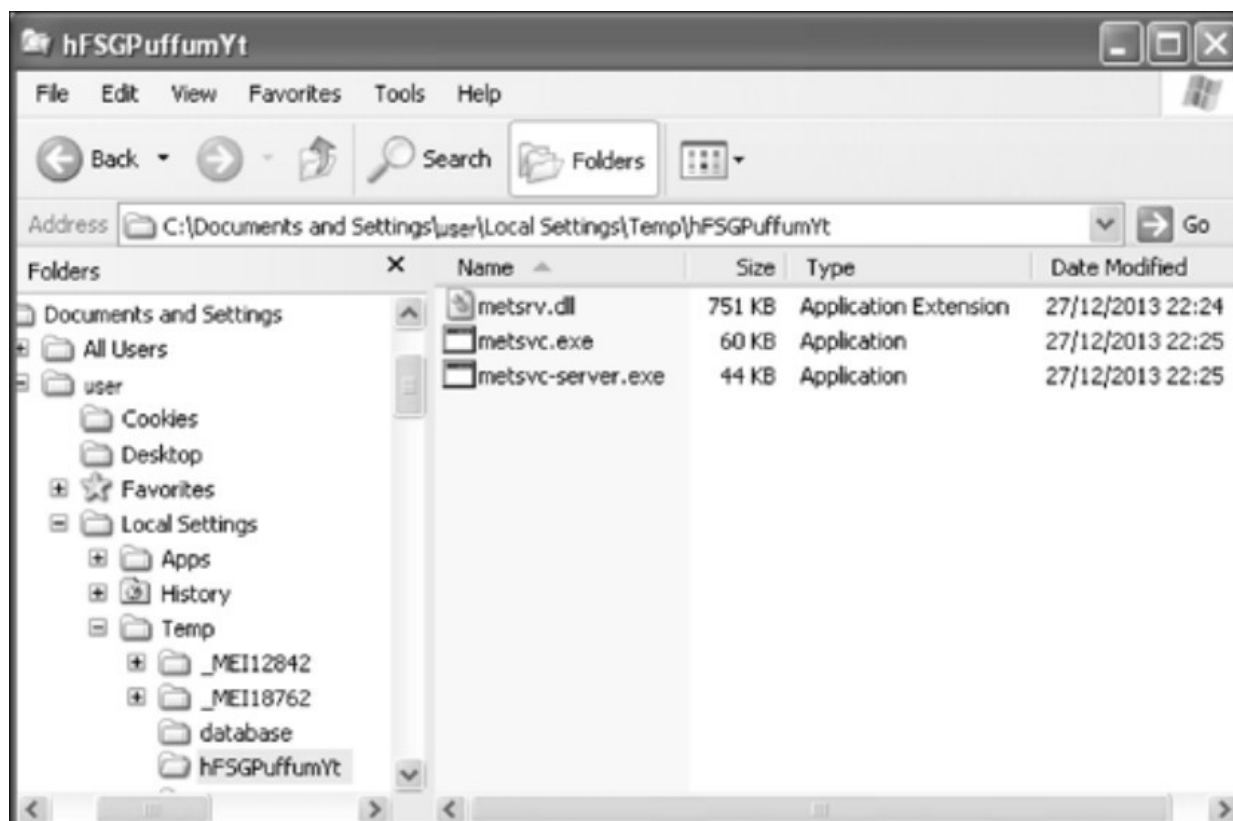 hFSGPuffumYt
File Edit View Favorites Tools Help
Back Search Folders
Address C:\Documents and Settings\user\Local Settings\Temp\hFSGPuffumYt Go
Folders Name Size Type Date Modified
Documents and Settings metsrv.dll 751 KB Application Extension 27/12/2013 22:24
All Users metsvc.exe 60 KB Application 27/12/2013 22:25
user metsvc-server.exe 44 KB Application 27/12/2013 22:25
Cookies
Desktop
Favorites
Local Settings
Apps
History
Temp
_MEI12842
_MEI18762
database
hFSGPuffumYt